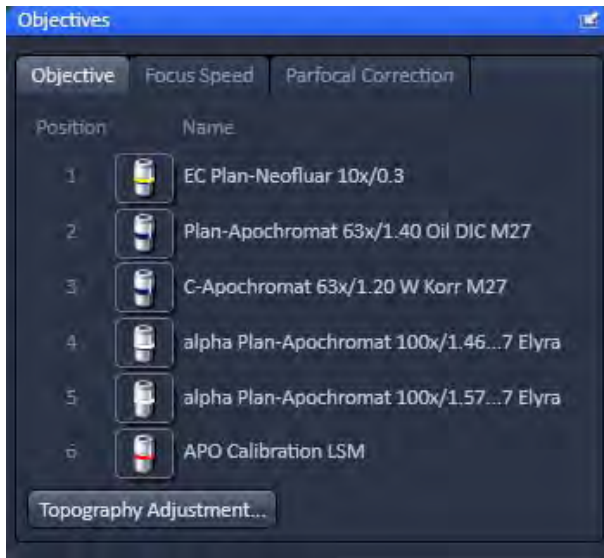 Objectives
Objective Focus Speed Parfocal Correction
Position Name
1 EC Plan-Neofluar 10x/0.3
2 Plan-Apochromat 63x/1.40 Oil DIC M27
3 C-Apochromat 63x/1.20 W Korr M27
4 alpha Plan-Apochromat 100x/1.46...7 Elyra
5 alpha Plan-Apochromat 100x/1.57...7 Elyra
6 APO Calibration LSM
Topography Adjustment...